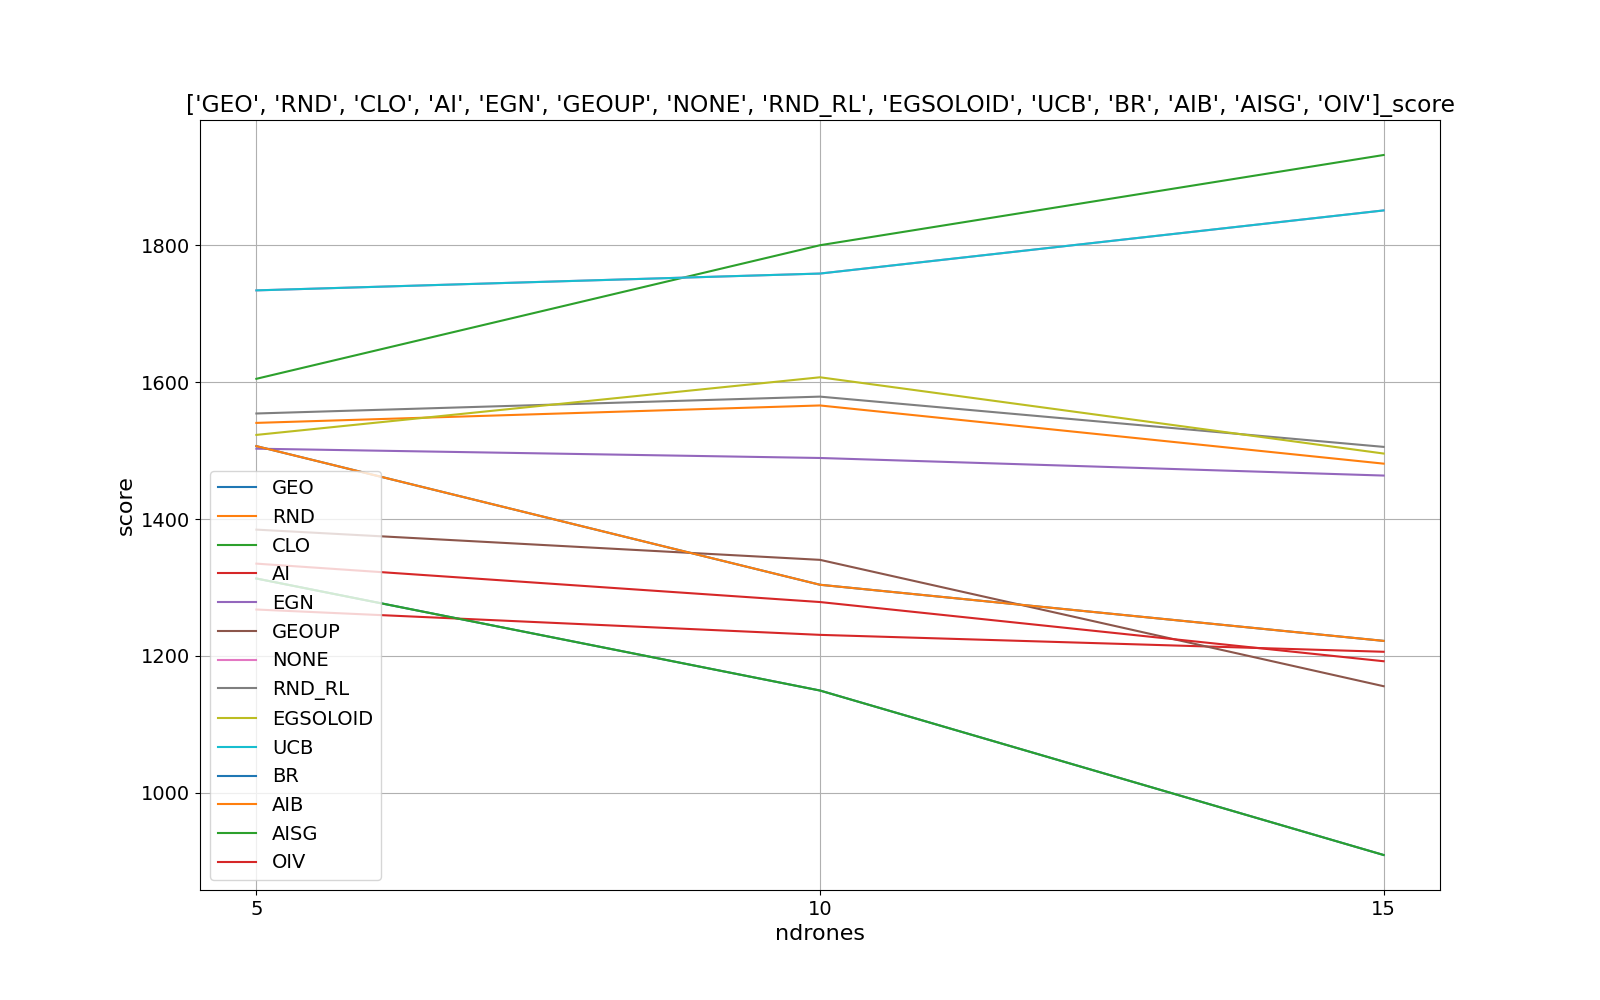 ['GEO', 'RND', 'CLO', 'AI', 'EGN', 'GEOUP', 'NONE', 'RND_RL', 'EGSOLOID', 'UCB', 'BR', 'AIB', 'AISG', 'OIV']_score
1800
1600
1400
1200
1000
score
GEO
RND
CLO
AI
EGN
GEOUP
NONE
RND_RL
EGSOLOID
UCB
BR
AIB
AISG
OIV
5
10
15
ndrones